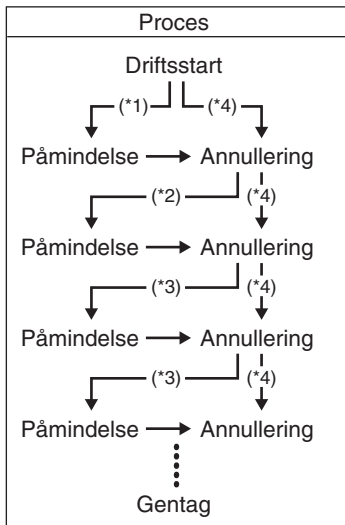 Proces
Driftsstart
(*1) (*4)
Påmindelse Annullering
(*2) (*4)
Påmindelse Annullering
(*3) (*4)
Påmindelse Annullering
(*3) (*4)
Påmindelse Annullering
Gentag